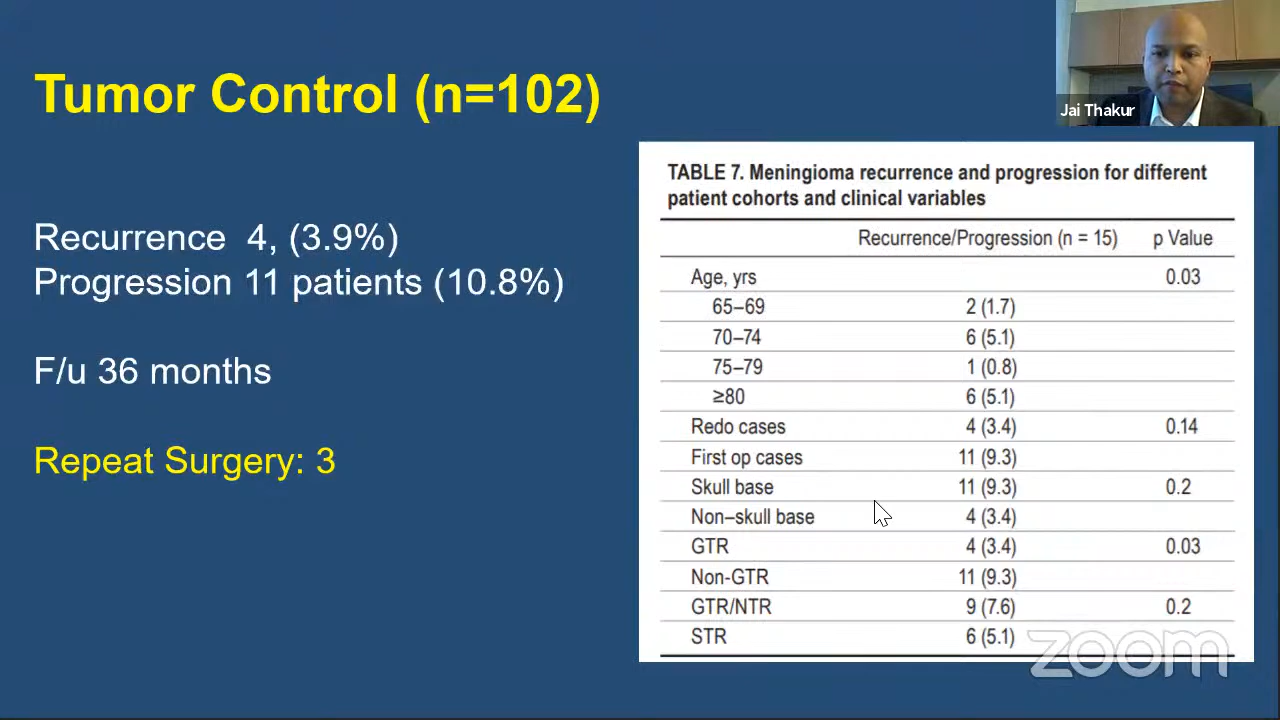 Tumor Control (n=102)
Jai Thakur
Recurrence 4, (3.9%)
Progression 11 patients (10.8%)
F/u 36 months
Repeat Surgery: 3
TABLE 7. Meningioma recurrence and progression for different
patient cohorts and clinical variables
Recurrence/Progression (n = 15) p Value
Age, yrs 0.03
65–69 2 (1.7)
70–74 6 (5.1)
75–79 1 (0.8)
≥80 6 (5.1)
Redo cases 4 (3.4) 0.14
First op cases 11 (9.3)
Skull base 11 (9.3) 0.2
Non–skull base 4 (3.4)
GTR 4 (3.4) 0.03
Non-GTR 11 (9.3)
GTR/NTR 9 (7.6) 0.2
STR 6 (5.1)
zoom